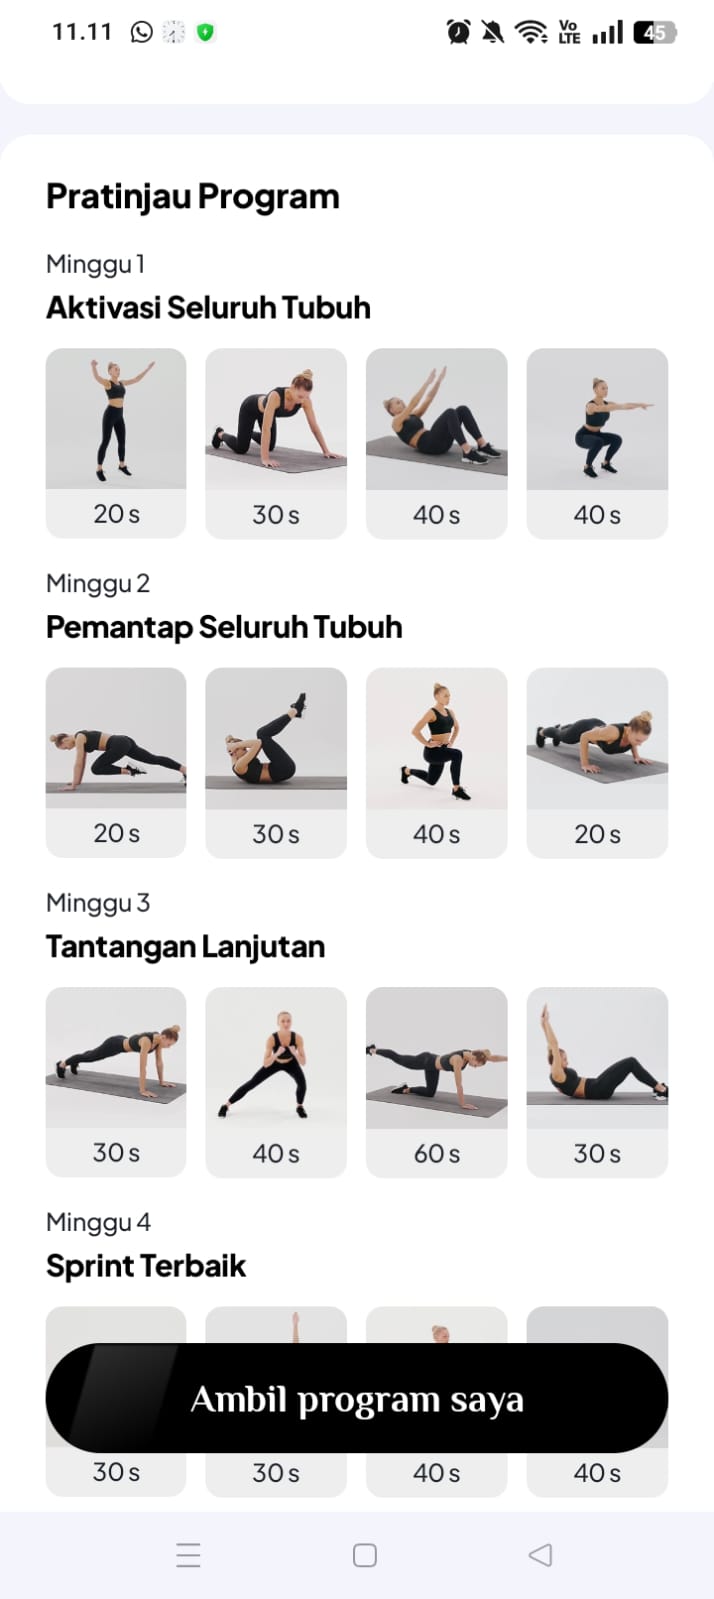 11.11 Vo LTE 45
Pratinjau Program
Minggu 1
Aktivasi Seluruh Tubuh
20 s 30 s 40 s 40 s
Minggu 2
Pemantap Seluruh Tubuh
20 s 30 s 40 s 20 s
Minggu 3
Tantangan Lanjutan
30 s 40 s 60 s 30 s
Minggu 4
Sprint Terbaik
Ambil program saya
30 s 30 s 40 s 40 s